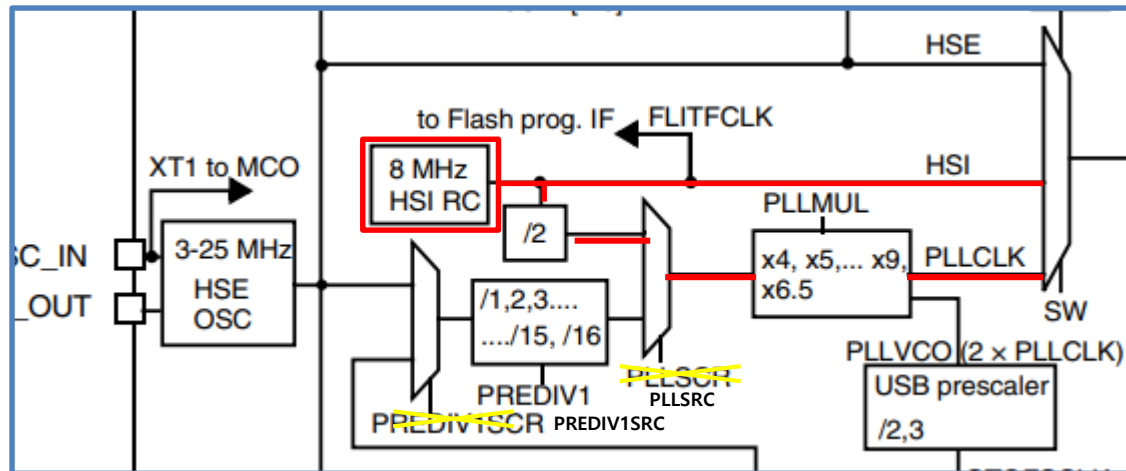 HSE
to Flash prog. IF
FLITFCLK
XT1 to MCO
8 MHz
HSI RC
HSI
/2
PLLMUL
SC_IN
3-25 MHz
HSE
OSC
_OUT
x4, x5,... x9,
x6.5
PLLCLK
/1,2,3....
..../15, /16
SW
PLLVCO (2 × PLLCLK)
PLLSCR
PLLSRC
PREDIV1
PREDIV1SCR
PREDIV1SRC
USB prescaler
/2,3